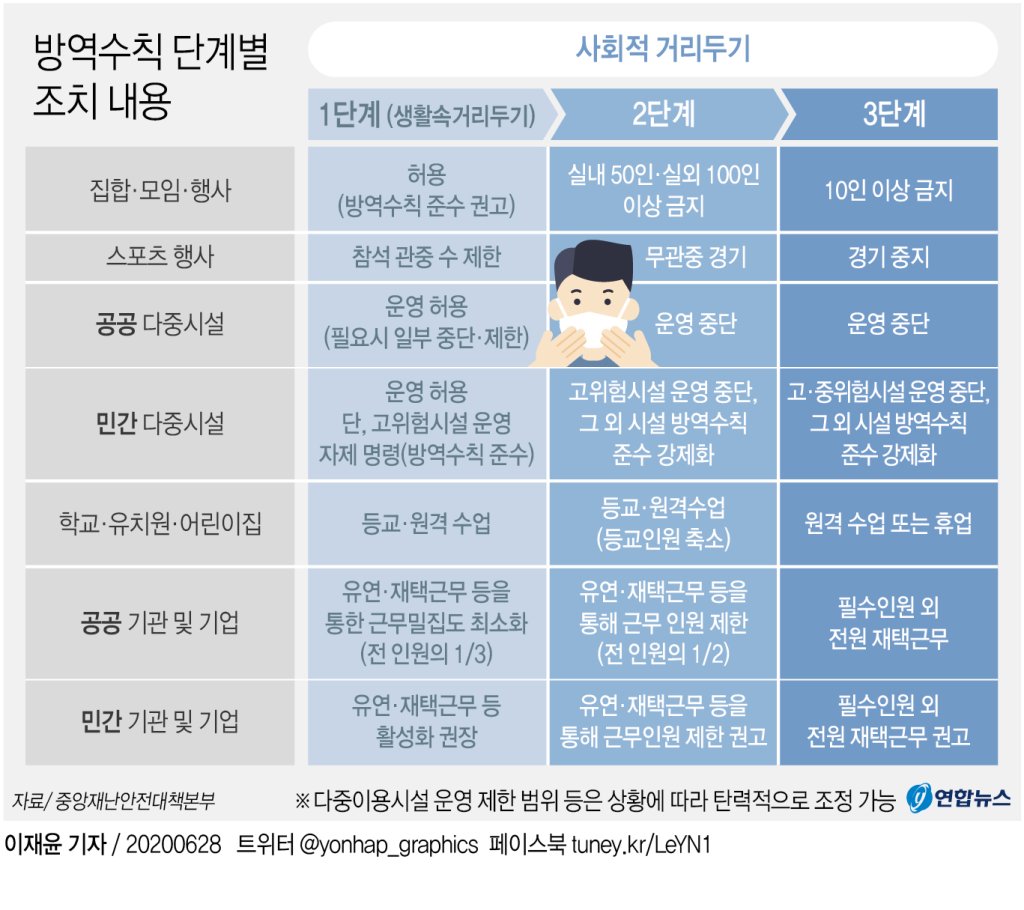 방역수칙 단계별
조치 내용
사회적 거리두기
1단계 (생활속거리두기)
2단계
3단계
집합·모임·행사
허용
(방역수칙 준수 권고)
실내 50인·실외 100인
이상 금지
10인 이상 금지
스포츠 행사
참석 관중 수 제한
무관중 경기
경기 중지
공공 다중시설
운영 허용
(필요시 일부 중단·제한)
운영 중단
운영 중단
민간 다중시설
운영 허용
단, 고위험시설 운영
자제 명령(방역수칙 준수)
고위험시설 운영 중단,
그 외 시설 방역수칙
준수 강제화
고·중위험시설 운영 중단,
그 외 시설 방역수칙
준수 강제화
학교·유치원·어린이집
등교·원격 수업
등교·원격수업
(등교인원 축소)
원격 수업 또는 휴업
공공 기관 및 기업
유연·재택근무 등을
통한 근무밀집도 최소화
(전 인원의 1/3)
유연·재택근무 등을
통해 근무 인원 제한
(전 인원의 1/2)
필수인원 외
전원 재택근무
민간 기관 및 기업
유연·재택근무 등
활성화 권장
유연·재택근무 등을
통해 근무인원 제한 권고
필수인원 외
전원 재택근무 권고
자료/ 중앙재난안전대책본부
※ 다중이용시설 운영 제한 범위 등은 상황에 따라 탄력적으로 조정 가능
연합뉴스
이재윤 기자 / 20200628 트위터 @yonhap_graphics 페이스북 tuney.kr/LeYN1